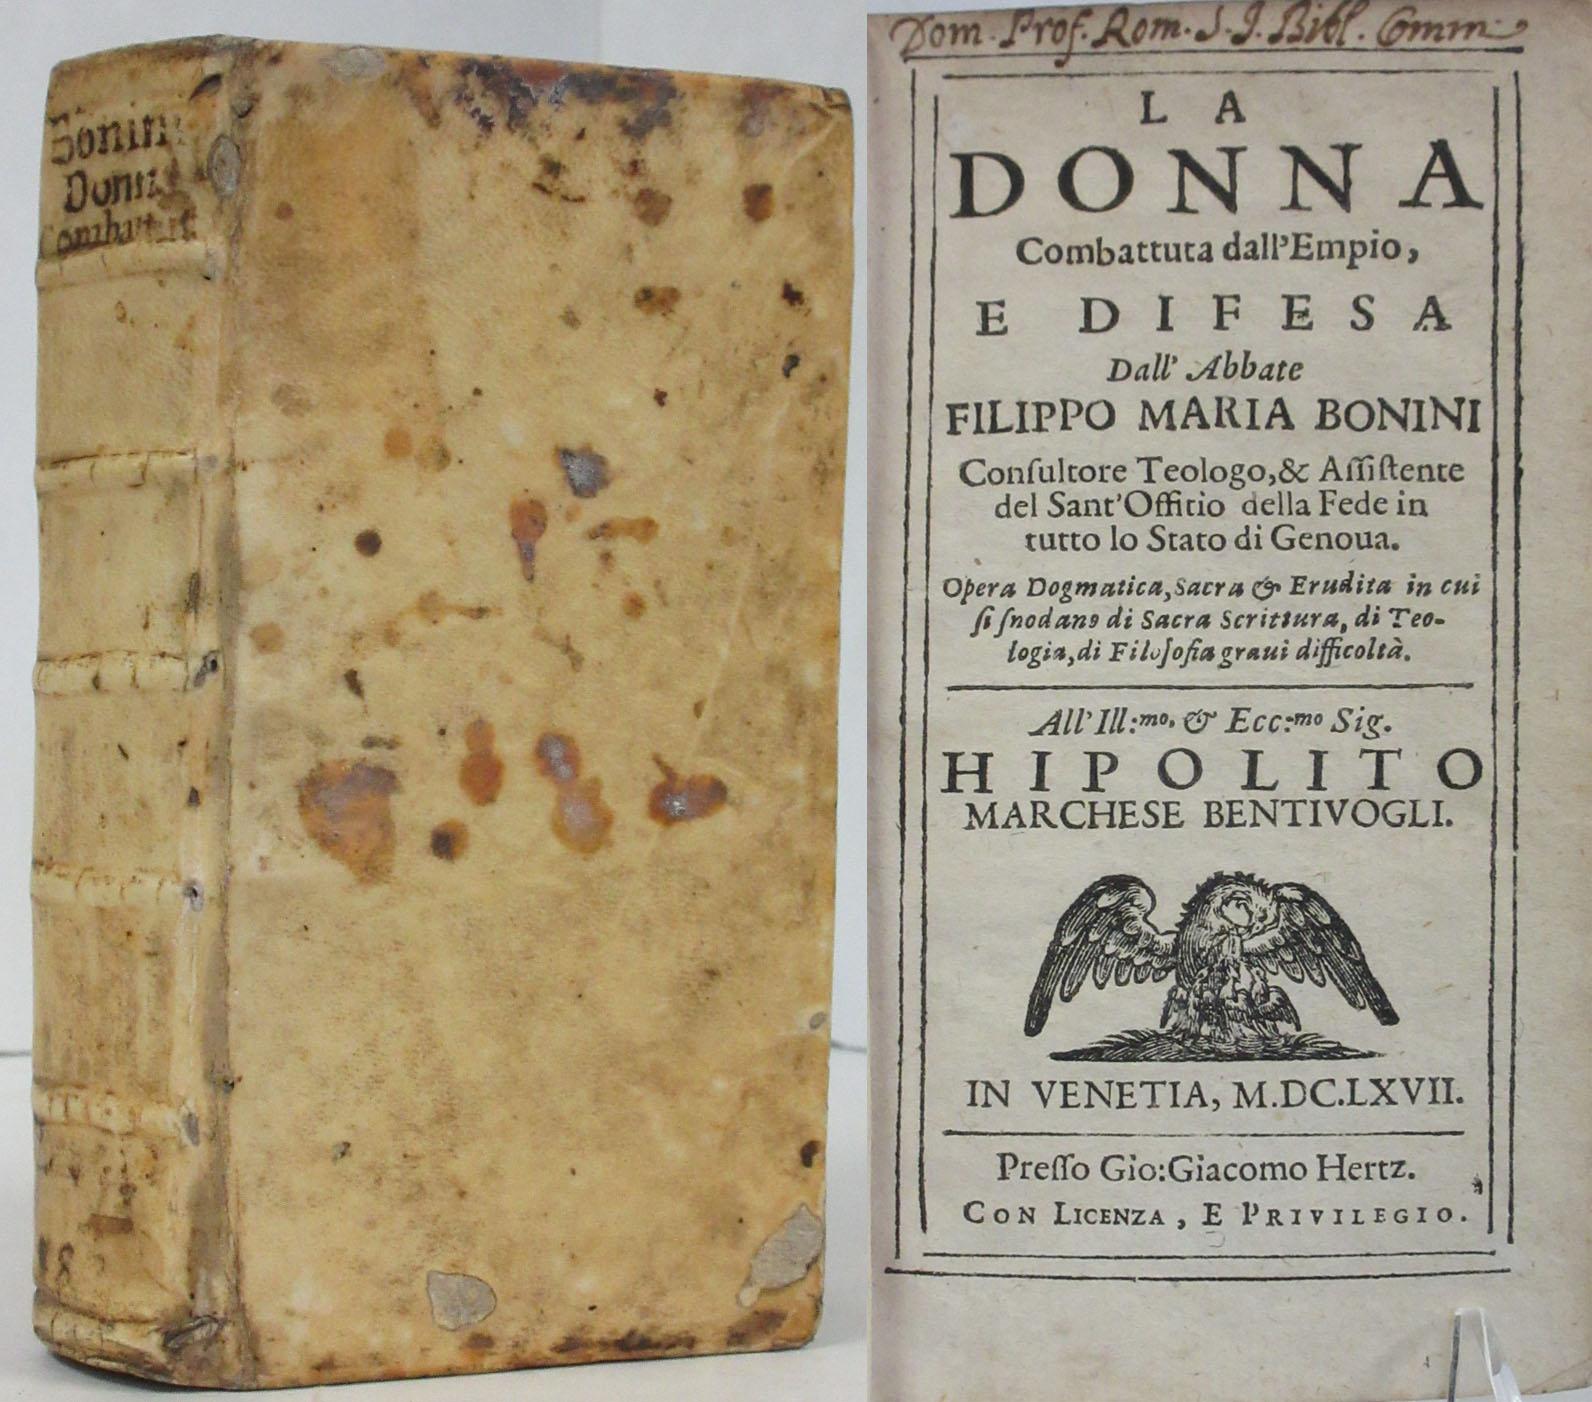 Bonini
Donna
Combattuta
18
Dom. Prof. Rom. S. J. Bibl. Comm.
LA
DONNA
Combattuta dall'Empio,
E DIFESA
Dall' Abbate
FILIPPO MARIA BONINI
Conſultore Teologo, & Aſſiſtente
del Sant'Offitio della Fede in
tutto lo Stato di Genoua.
Opera Dogmatica, Sacra & Erudita in cui
ſi ſnodano di Sacra Scrittura, di Teo-
logia, di Filoſofia graui difficoltà.
All' Ill:mo. & Ecc:mo Sig.
HIPOLITO
MARCHESE BENTIVOGLI.
IN VENETIA, M.DC.LXVII.
Preſſo Gio: Giacomo Hertz.
CON LICENZA, E PRIVILEGIO.